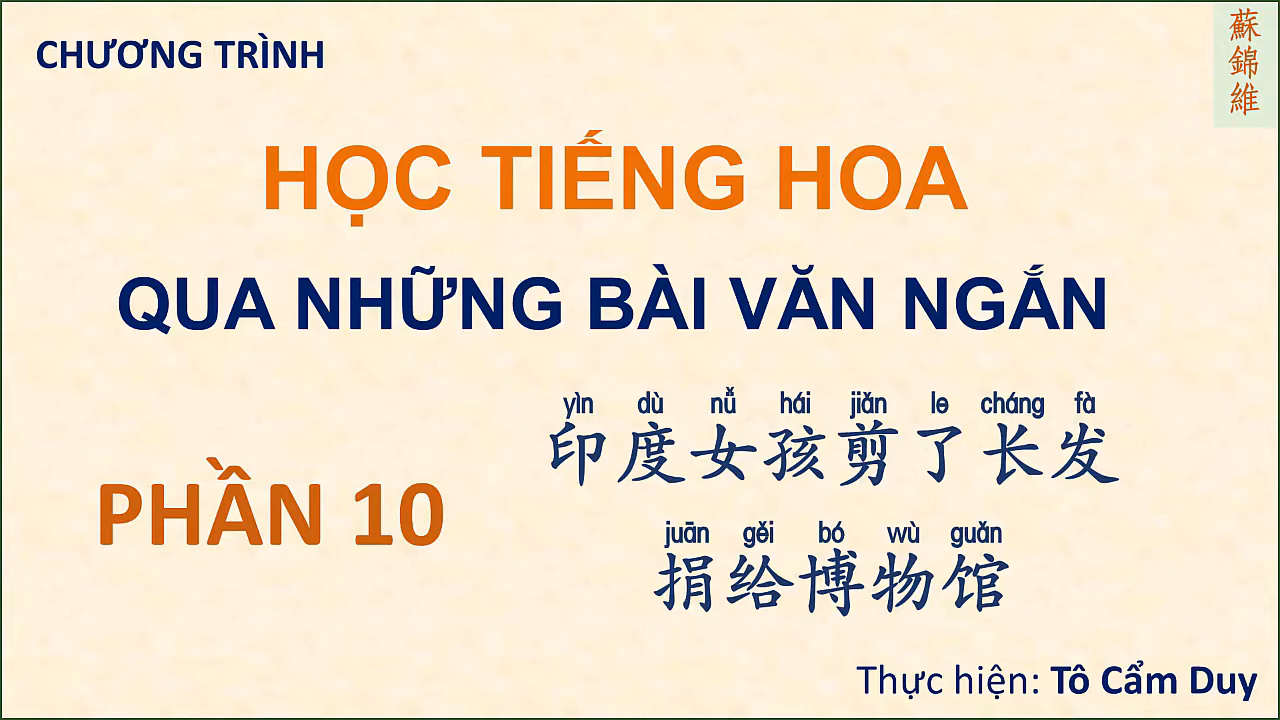 CHƯƠNG TRÌNH
蘇錦維
HỌC TIẾNG HOA
QUA NHỮNG BÀI VĂN NGẮN
PHẦN 10
yìn dù nǚ hái jiǎn le cháng fà
印度女孩剪了长发
juān gěi bó wù guǎn
捐给博物馆
Thực hiện: Tô Cẩm Duy